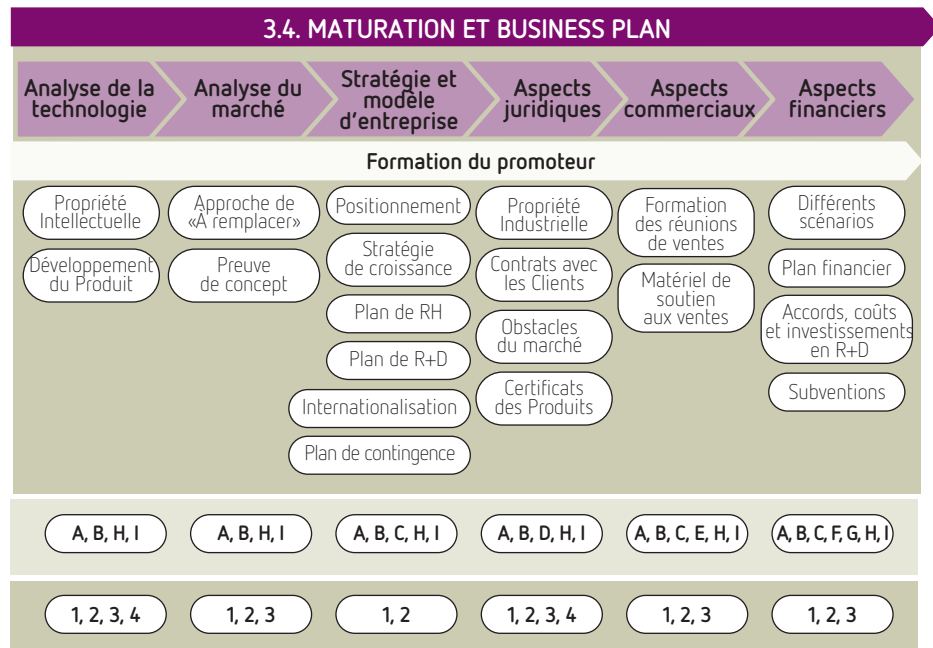 3.4. MATURATION ET BUSINESS PLAN
Analyse de la
technologie
Analyse du
marché
Stratégie et
modèle
d'entreprise
Aspects
juridiques
Aspects
commerciaux
Aspects
financiers
Formation du promoteur
Propriété
Intellectuelle
Développement
du Produit
Approche de
«À remplacer»
Preuve
de concept
Positionnement
Stratégie
de croissance
Plan de RH
Plan de R+D
Internationalisation
Plan de contingence
Propriété
Industrielle
Contrats avec
les Clients
Obstacles
du marché
Certificats
des Produits
Formation
des réunions
de ventes
Matériel de
soutien
aux ventes
Différents
scénarios
Plan financier
Accords, coûts
et investissements
en R+D
Subventions
A, B, H, I
A, B, H, I
A, B, C, H, I
A, B, D, H, I
A, B, C, E, H, I
A, B, C, F, G, H, I
1, 2, 3, 4
1, 2, 3
1, 2
1, 2, 3, 4
1, 2, 3
1, 2, 3